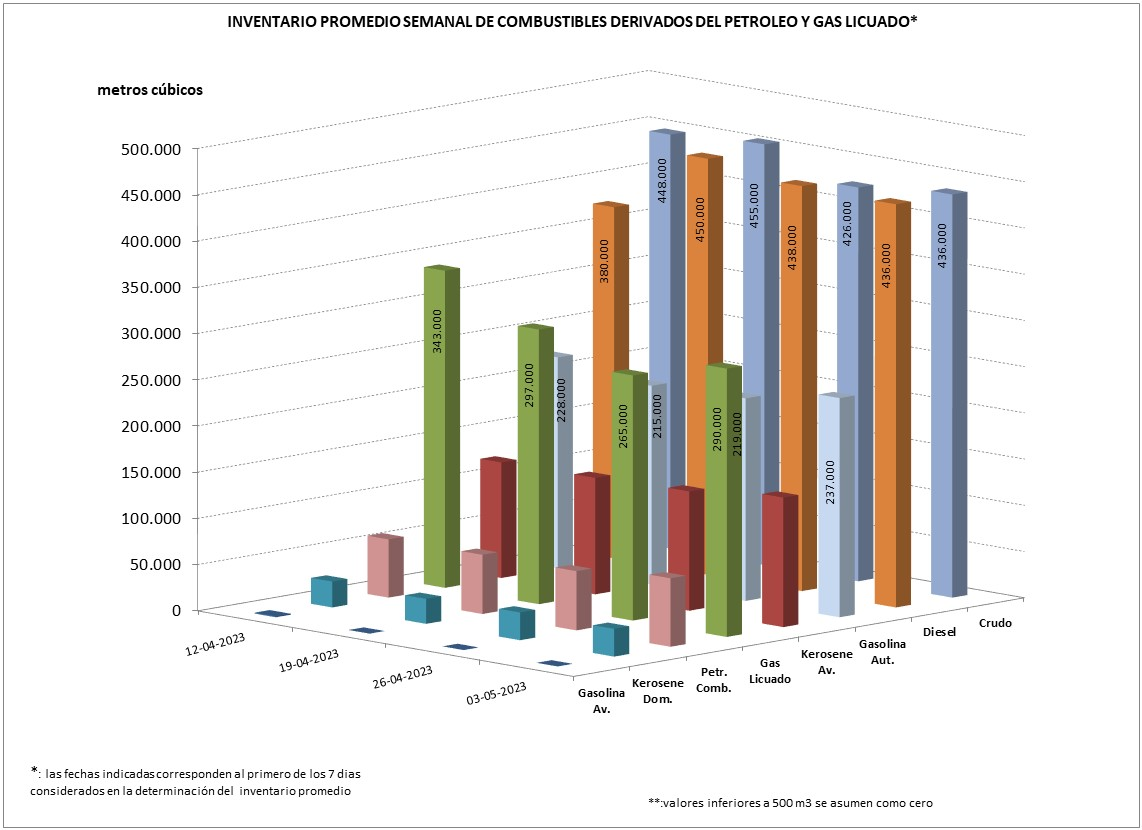 INVENTARIO PROMEDIO SEMANAL DE COMBUSTIBLES DERIVADOS DEL PETROLEO Y GAS LICUADO*
metros cúbicos
500.000
450.000
400.000
350.000
300.000
250.000
200.000
150.000
100.000
50.000
0
448.000
455.000
426.000
436.000
380.000
450.000
438.000
436.000
228.000
215.000
219.000
237.000
343.000
297.000
265.000
290.000
12-04-2023
19-04-2023
26-04-2023
03-05-2023
Gasolina
Av.
Kerosene
Dom.
Petr.
Comb.
Gas
Licuado
Kerosene
Av.
Gasolina
Aut.
Diesel
Crudo
*: las fechas indicadas corresponden al primero de los 7 dias
considerados en la determinación del inventario promedio
**:valores inferiores a 500 m3 se asumen como cero